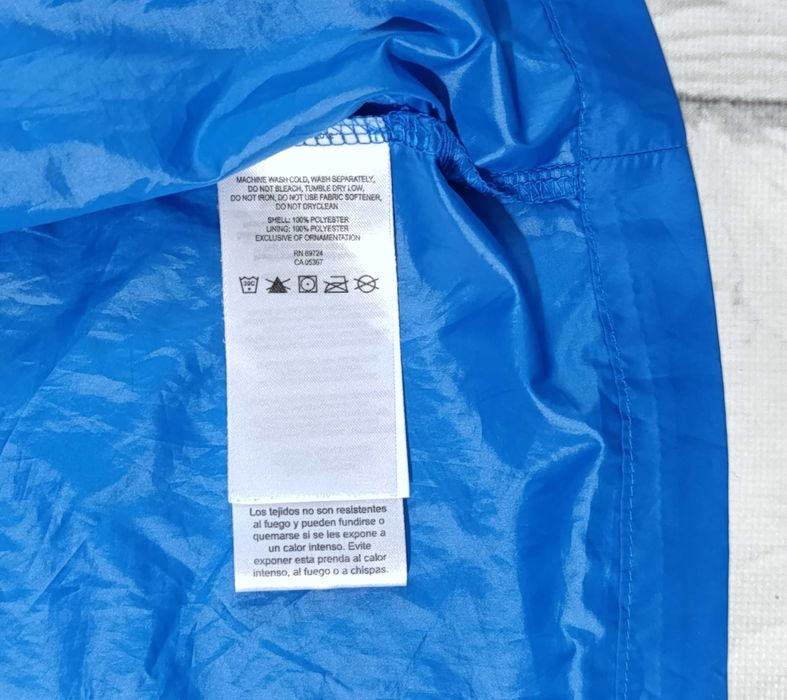 MACHINE WASH COLD, WASH SEPARATELY,
DO NOT BLEACH, TUMBLE DRY LOW,
DO NOT IRON, DO NOT USE FABRIC SOFTENER,
DO NOT DRYCLEAN
SHELL: 100% POLYESTER
LINING: 100% POLYESTER
EXCLUSIVE OF ORNAMENTATION
RN 69724
CA 05367
30C
Los tejidos no son resistentes
al fuego y pueden fundirse o
quemarse si se les expone a
un calor intenso. Evite
exponer esta prenda al calor
intenso, al fuego o a chispas.